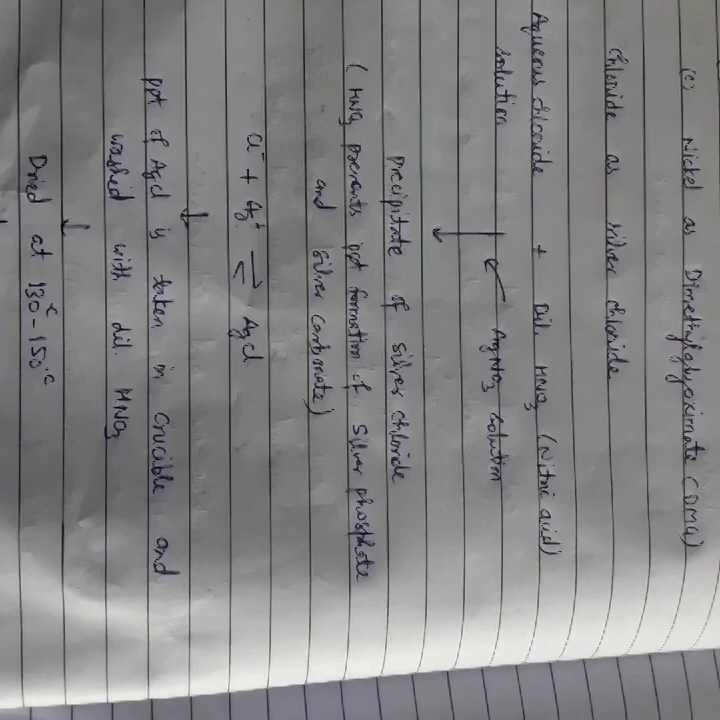 (c) Nickel as Dimethylglyoximate (DMG)
chloride as silver chloride
Aqueous chloride + Dil. HNO3 (Nitric acid)
solution
AgNO3 solution
precipitate of silver chloride
(HNO3 prevents ppt formation of silver phosphate
and silver carbonate)
Cl- + Ag+ ⇌ AgCl
↓
ppt of AgCl is taken in crucible and
washed with dil. HNO3
↓
Dried at 130°C - 150°C